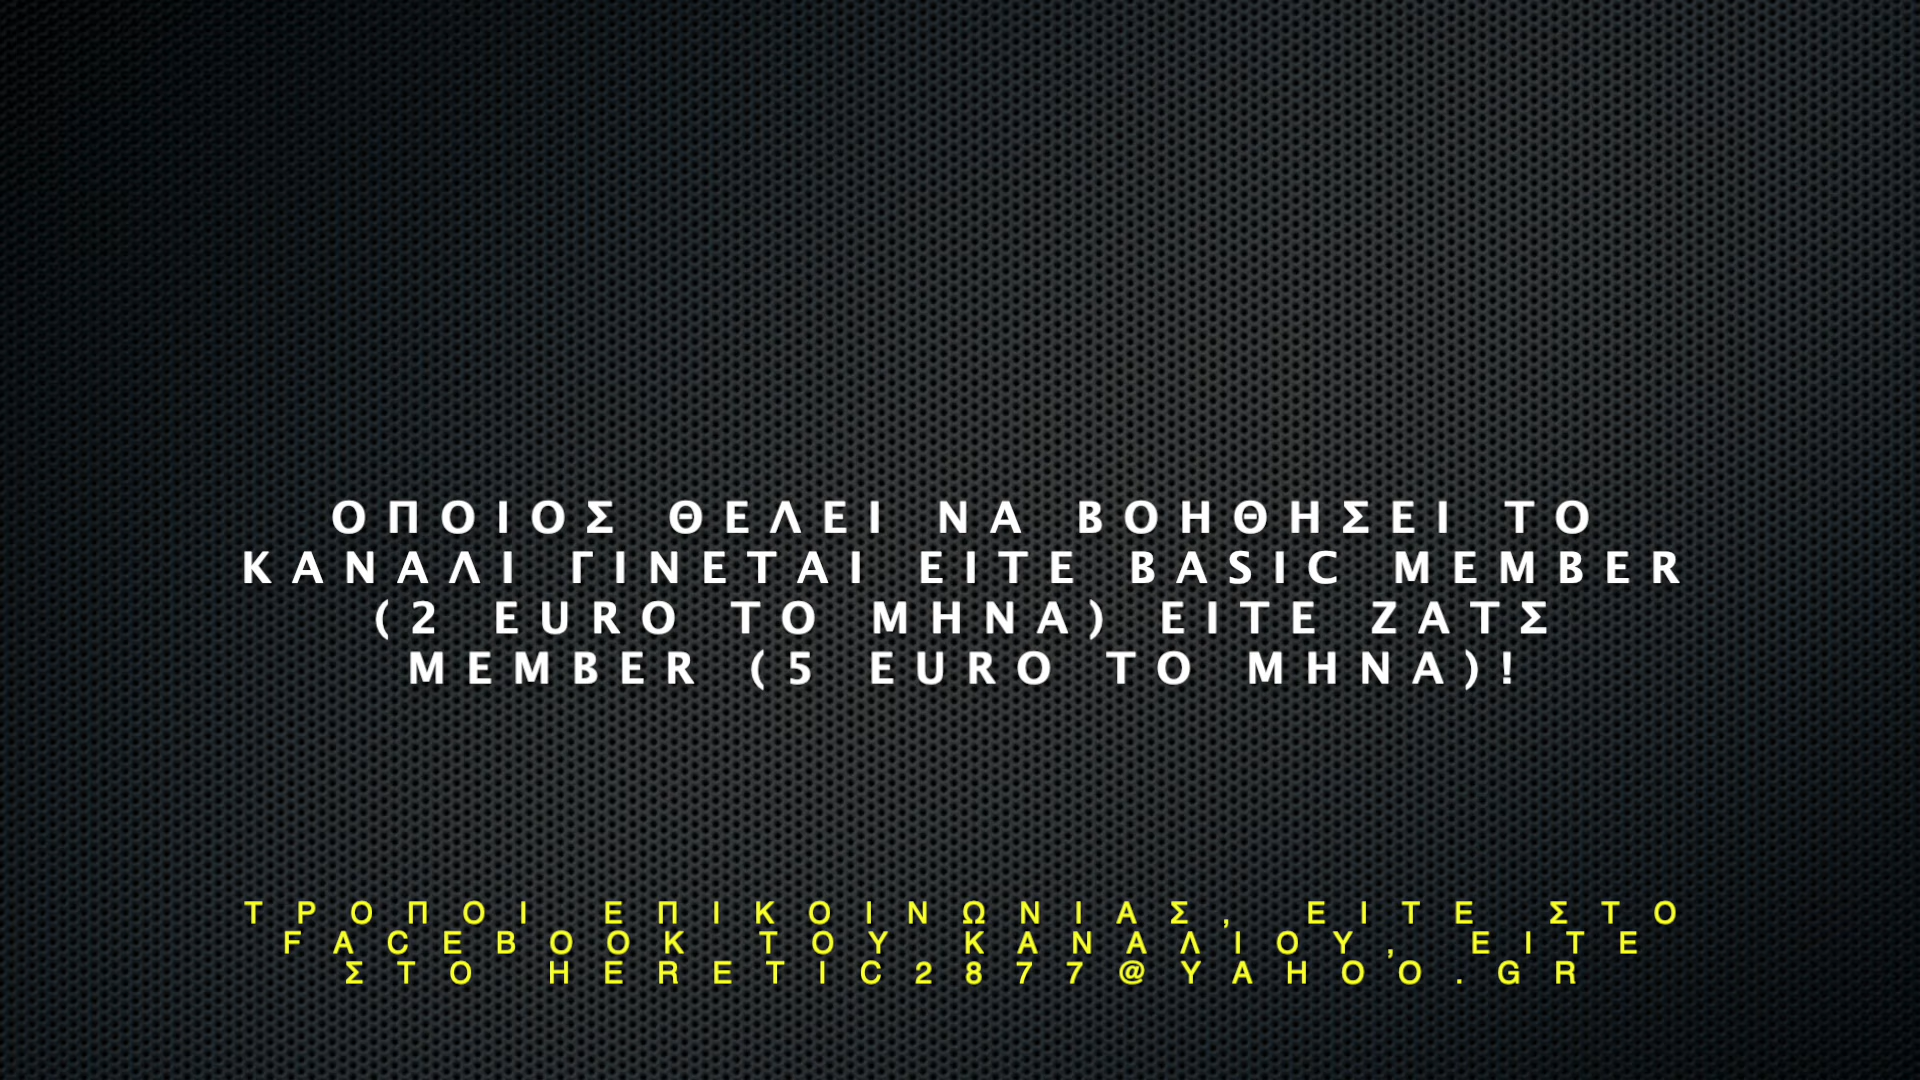 ΟΠΟΙΟΣ ΘΕΛΕΙ ΝΑ ΒΟΗΘΗΣΕΙ ΤΟ
ΚΑΝΑΛΙ ΓΙΝΕΤΑΙ ΕΙΤΕ BASIC MEMBER
(2 EURO ΤΟ ΜΗΝΑ) ΕΙΤΕ ΖΑΤΣ
MEMBER (5 EURO ΤΟ ΜΗΝΑ)!
ΤΡΟΠΟΙ ΕΠΙΚΟΙΝΩΝΙΑΣ, ΕΙΤΕ ΣΤΟ
FACEBOOK ΤΟΥ ΚΑΝΑΛΙΟΥ, ΕΙΤΕ
ΣΤΟ HERETIC2877@YAHOO.GR